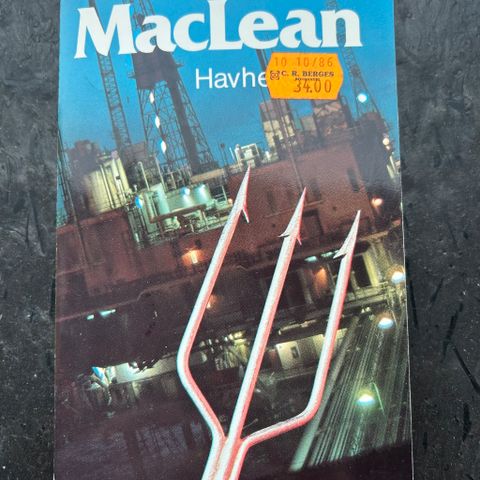 MacLean
Havhe
10 10/86
C. R. BERGES
34.00